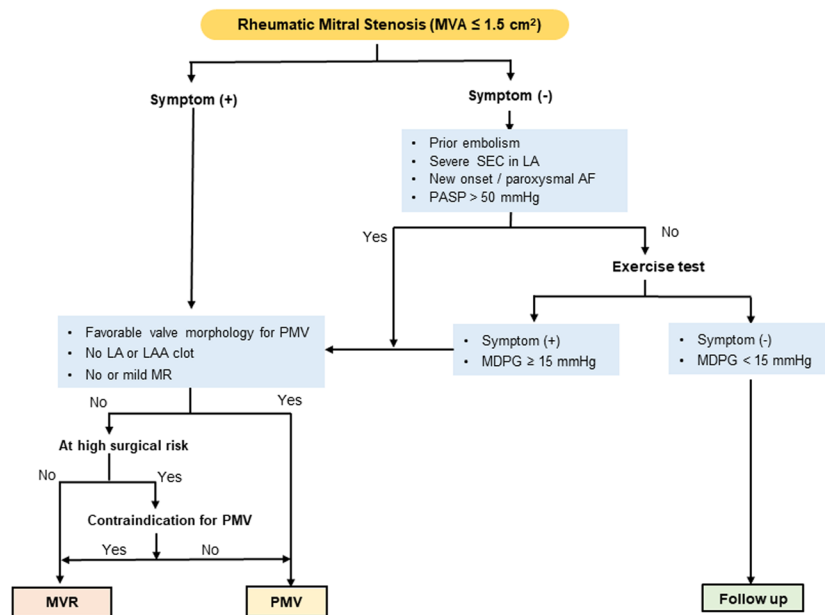 Rheumatic Mitral Stenosis (MVA ≤ 1.5 cm²)
Symptom (+)
Symptom (-)
• Prior embolism
• Severe SEC in LA
• New onset / paroxysmal AF
• PASP > 50 mmHg
Yes
No
Exercise test
• Favorable valve morphology for PMV
• No LA or LAA clot
• No or mild MR
• Symptom (+)
• MDPG ≥ 15 mmHg
• Symptom (-)
• MDPG < 15 mmHg
No
Yes
At high surgical risk
No
Yes
Contraindication for PMV
Yes
No
MVR
PMV
Follow up